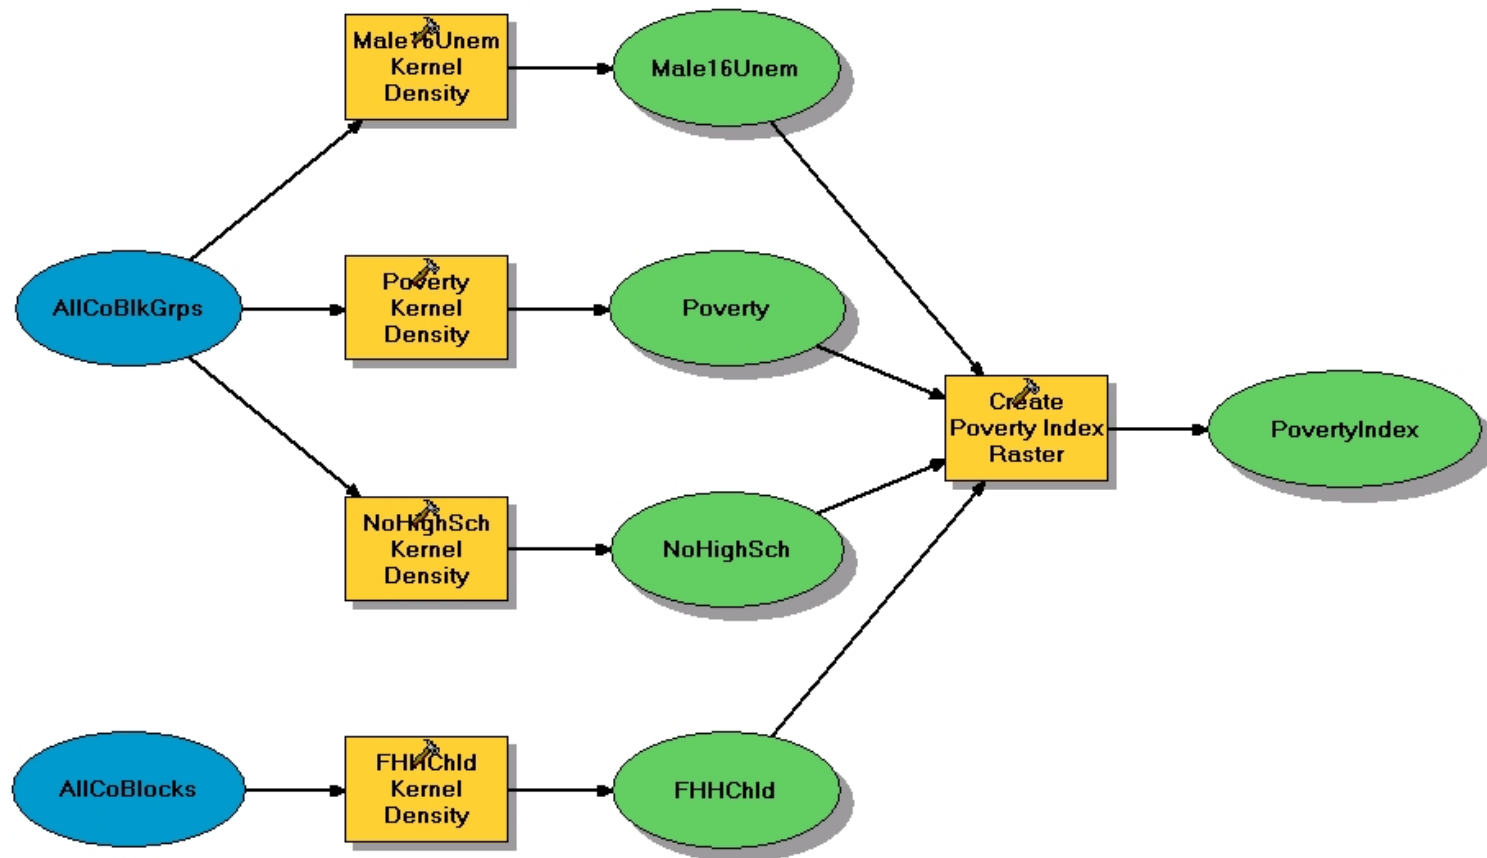 Male16Unem
Kernel
Density
Male16Unem
AllCoBlkGrps
Poverty
Kernel
Density
Poverty
Create
Poverty Index
Raster
PovertyIndex
NoHighSch
Kernel
Density
NoHighSch
AllCoBlocks
FHHChld
Kernel
Density
FHHChld